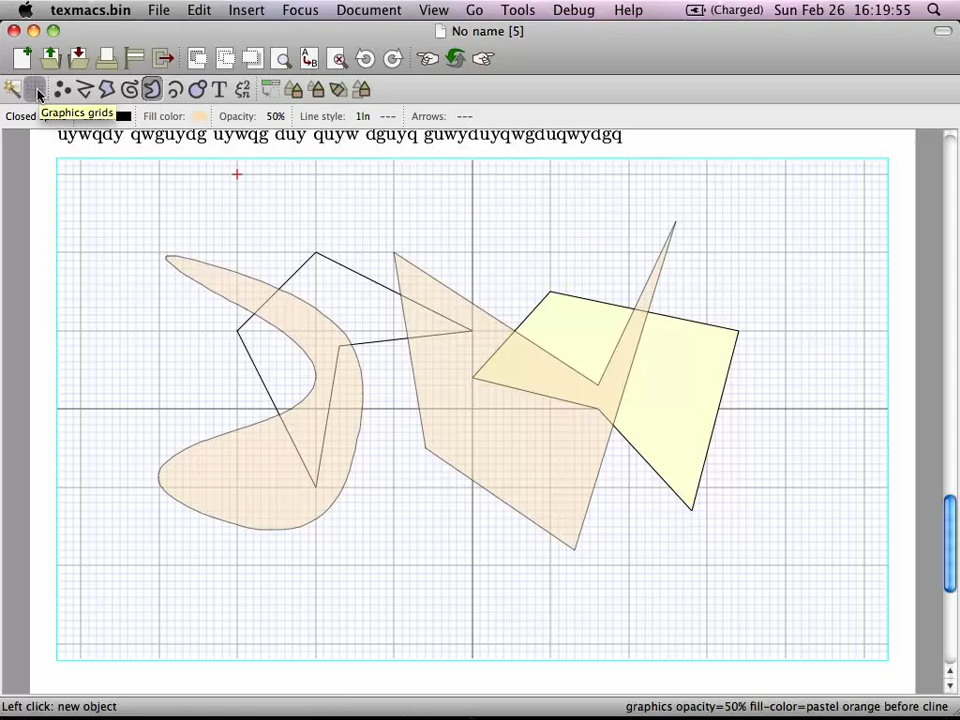 texmacs.bin File Edit Insert Focus Document View Go Tools Debug Help (Charged) Sun Feb 26 16:19:55
No name [5]
T ξ²
Graphics grids
Closed Fill color: Opacity: 50% Line style: 1ln --- Arrows: ---
uywqdy qwguydg uywqg duy quyw dguyq guwyduyqwgduqwydgq
Left click: new object graphics opacity=50% fill-color=pastel orange before cline